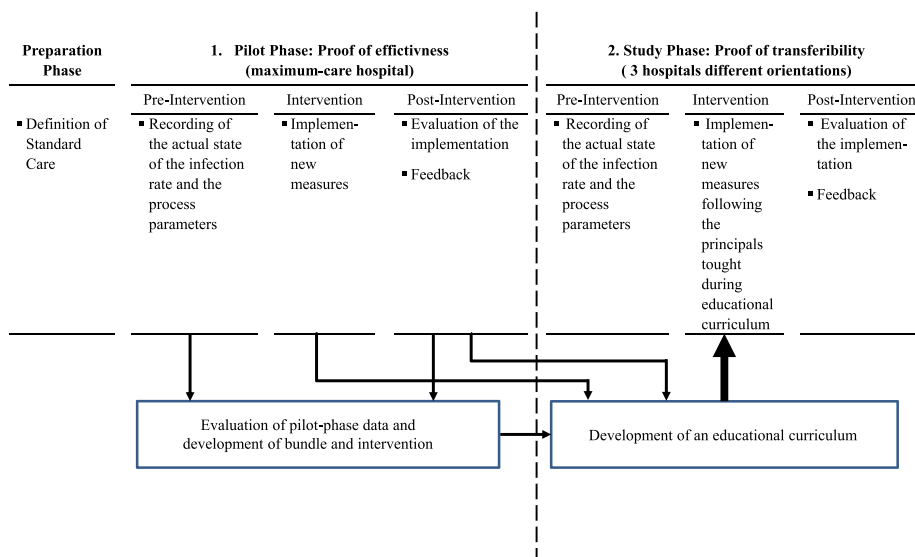 Preparation
Phase
1. Pilot Phase: Proof of effictivness
(maximum-care hospital)
2. Study Phase: Proof of transferibility
( 3 hospitals different orientations)
Pre-Intervention
Intervention
Post-Intervention
Pre-Intervention
Intervention
Post-Intervention
▪ Definition of
Standard
Care
▪ Recording of
the actual state
of the infection
rate and the
process
parameters
▪ Implemen-
tation of
new
measures
▪ Evaluation of the
implementation
▪ Feedback
▪ Recording of
the actual state
of the infection
rate and the
process
parameters
▪ Implemen-
tation of
new
measures
following
the
principals
tought
during
educational
curriculum
▪ Evaluation of
the implemen-
tation
▪ Feedback
Evaluation of pilot-phase data and
development of bundle and intervention
Development of an educational curriculum